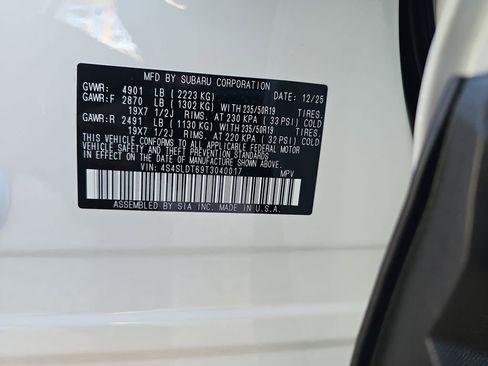 MFD BY SUBARU CORPORATION
GVWR: 4901 LB ( 2223 KG) DATE: 12/25
GAWR:F 2870 LB ( 1302 KG) WITH 235/50R19 TIRES.
19X7 1/2J RIMS. AT 230 KPA ( 33 PSI) COLD
GAWR:R 2491 LB ( 1130 KG) WITH 235/50R19 TIRES.
19X7 1/2J RIMS. AT 220 KPA ( 32 PSI) COLD
THIS VEHICLE CONFORMS TO ALL APPLICABLE FEDERAL MOTOR
VEHICLE SAFETY, BUMPER, AND THEFT PREVENTION STANDARDS
IN EFFECT ON THE DATE OF MANUFACTURE SHOWN ABOVE.
VIN: 4S4SLDT69T3040017 MPV
ASSEMBLED BY SIA INC. MADE IN U.S.A.